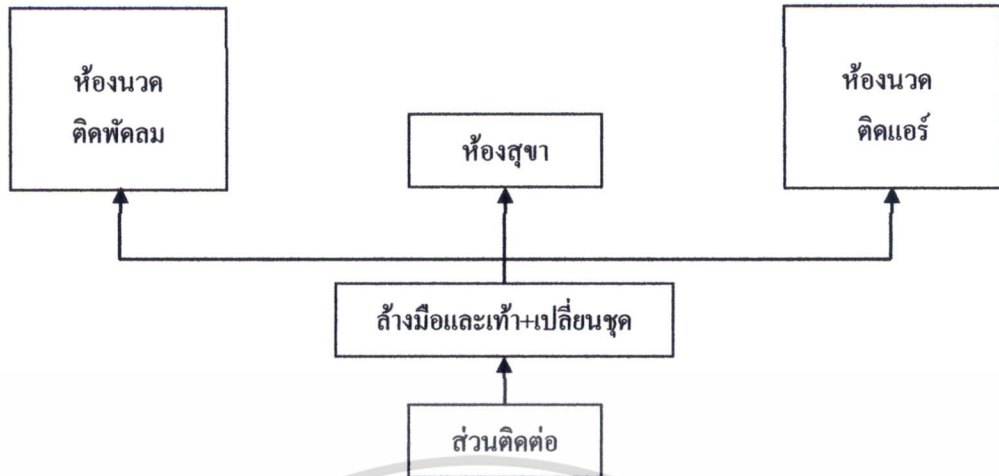 ห้องนวด
ติดพัดลม
ห้องนวด
ติดแอร์
ห้องสุขา
ล้างมือและเท้า+เปลี่ยนชุด
ส่วนติดต่อ